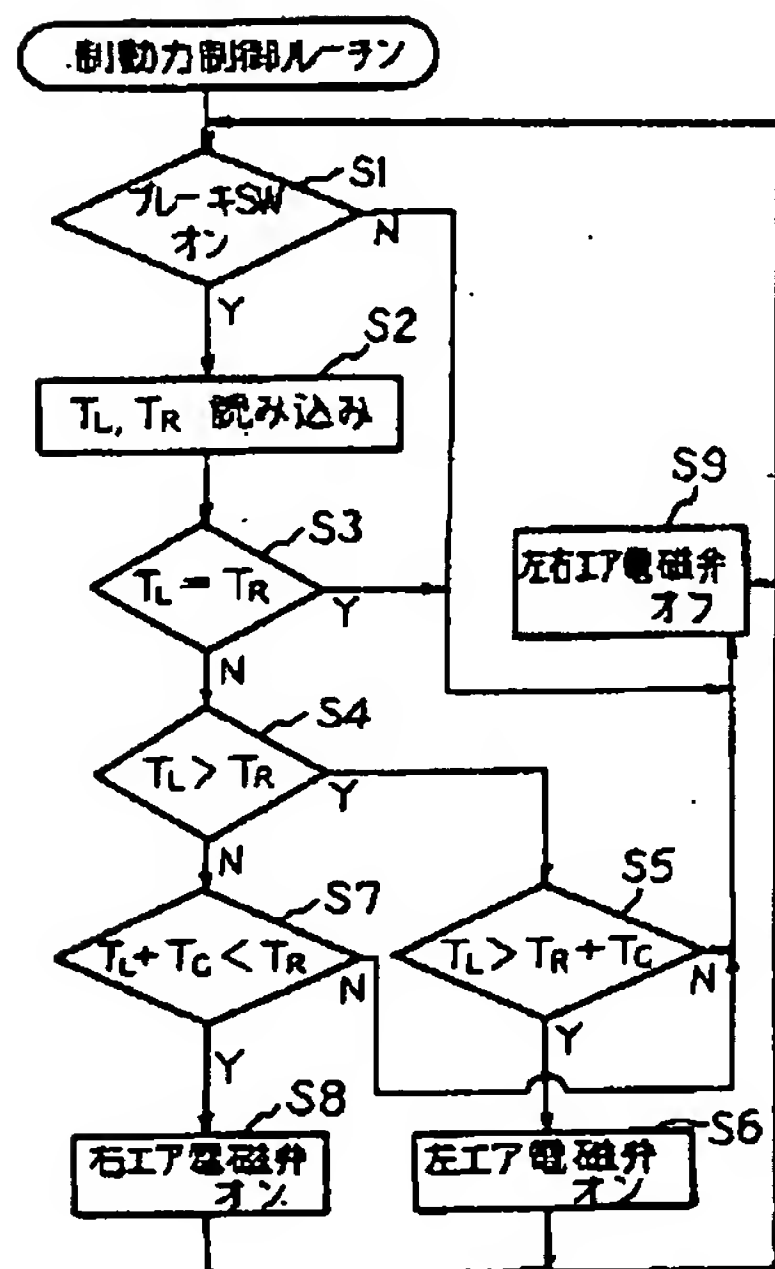 制動力制御ルーチン
S1
ブレーキSW
オン
N
Y
S2
TL, TR 読み込み
S9
左右エア電磁弁
オフ
S3
TL = TR
Y
N
S4
TL > TR
Y
N
S5
S7
TL + TC < TR
N
TL > TR + TC
N
Y
Y
S8
右エア電磁弁
オン
S6
左エア電磁弁
オン